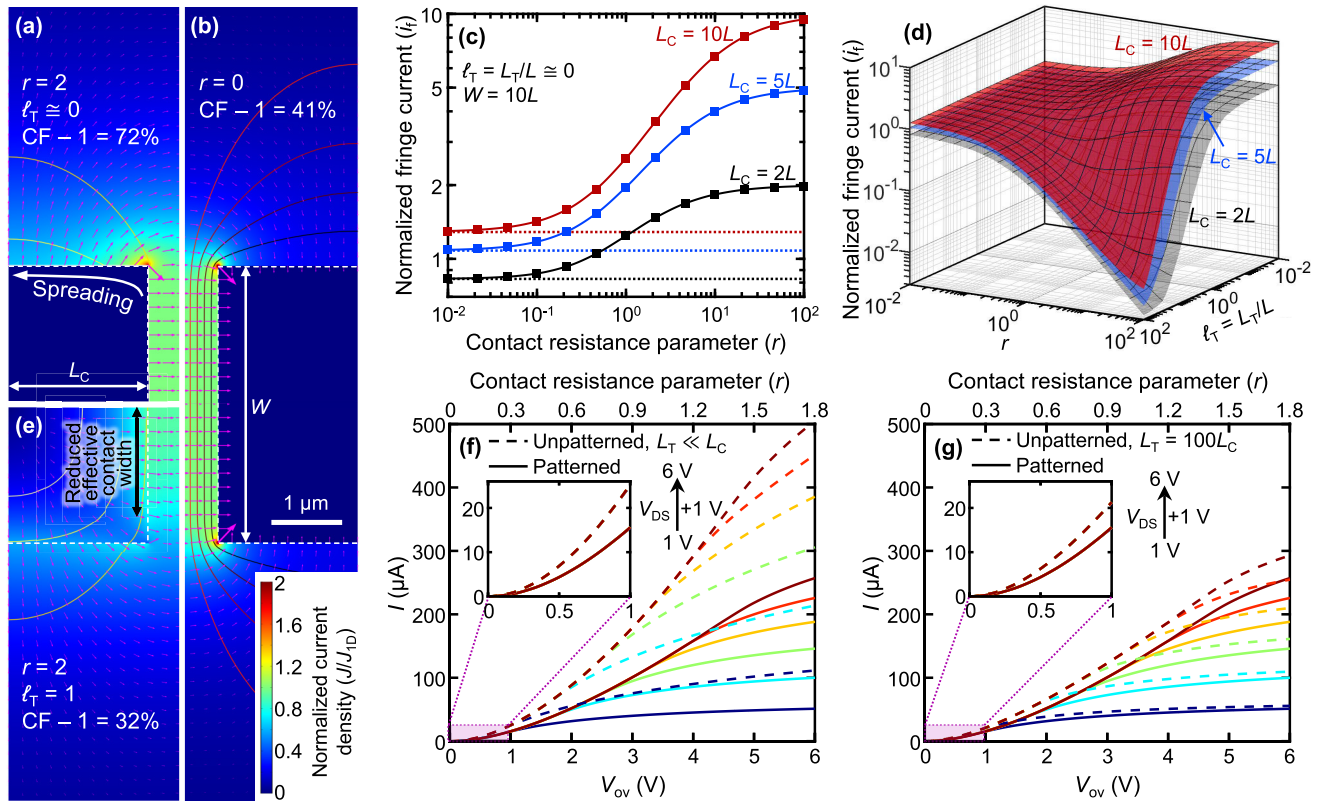 (a)
r = 2
ℓT ≅ 0
CF − 1 = 72%
Spreading
LC
(b)
r = 0
CF − 1 = 41%
W
1 µm
(e)
Reduced
effective
contact
width
r = 2
ℓT = 1
CF − 1 = 32%
2
1.6
1.2
0.8
0.4
0
Normalized current
density (J/J1D)
(c)
LC = 10L
ℓT = LT/L ≅ 0
W = 10L
LC = 5L
LC = 2L
10
5
2
1
Normalized fringe current (if)
10-2 10-1 100 101 102
Contact resistance parameter (r)
(d)
LC = 10L
LC = 5L
LC = 2L
Normalized fringe current (if)
101
100
10-1
10-2
10-2 100 102
r
102 100 10-2
ℓT = LT/L
Contact resistance parameter (r)
0 0.3 0.6 0.9 1.2 1.5 1.8
(f)
Unpatterned, LT ≪ LC
Patterned
6 V
VDS +1 V
1 V
20
10
0
0 0.5 1
500
400
300
200
100
0
I (µA)
0 1 2 3 4 5 6
Vov (V)
Contact resistance parameter (r)
0 0.3 0.6 0.9 1.2 1.5 1.8
(g)
Unpatterned, LT = 100LC
Patterned
6 V
VDS +1 V
1 V
20
10
0
0 0.5 1
500
400
300
200
100
0
I (µA)
0 1 2 3 4 5 6
Vov (V)